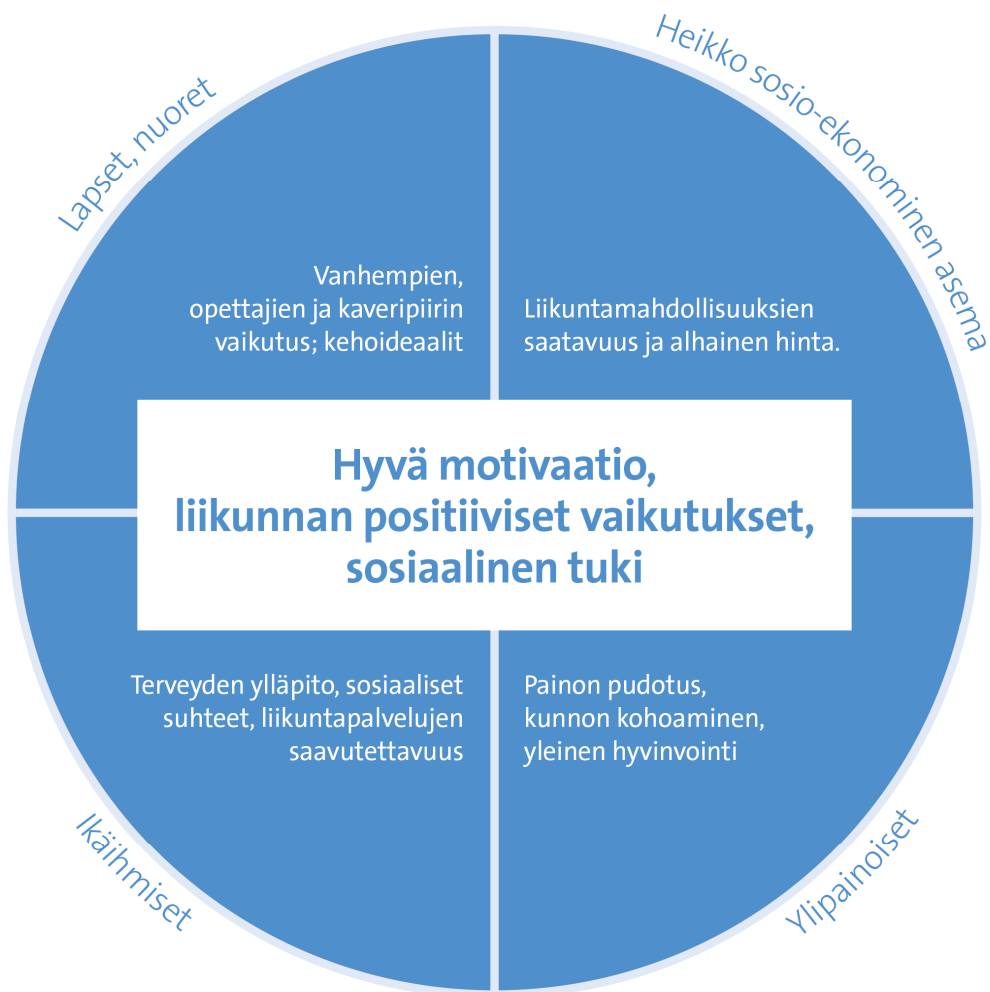 Lapset, nuoret
Heikko sosio-ekonominen asema
Vanhempien,
opettajien ja kaveripiirin
vaikutus; kehoideaalit
Liikuntamahdollisuuksien
saatavuus ja alhainen hinta.
Hyvä motivaatio,
liikunnan positiiviset vaikutukset,
sosiaalinen tuki
Terveyden ylläpito, sosiaaliset
suhteet, liikuntapalvelujen
saavutettavuus
Painon pudotus,
kunnon kohoaminen,
yleinen hyvinvointi
Ikäihmiset
Ylipainoiset